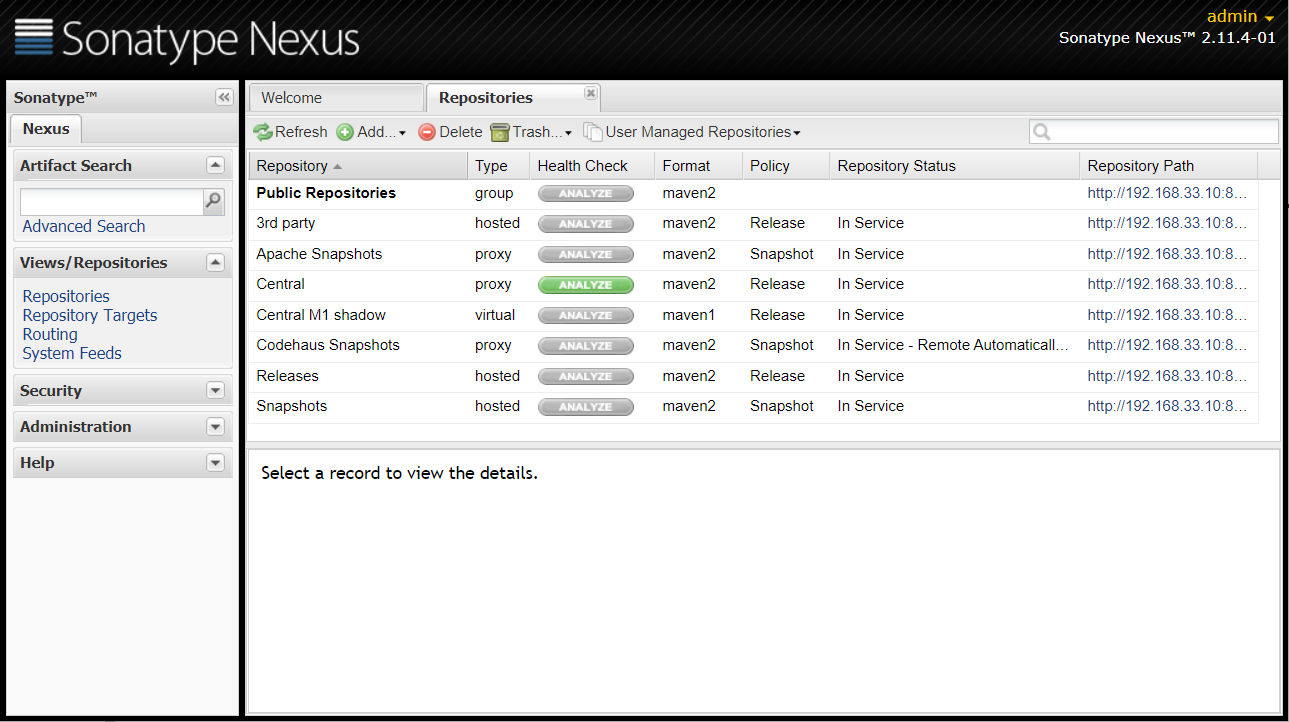 Sonatype Nexus
admin
Sonatype Nexus™ 2.11.4-01
Sonatype™
Nexus
Artifact Search
Advanced Search
Views/Repositories
Repositories
Repository Targets
Routing
System Feeds
Security
Administration
Help
Welcome Repositories
Refresh Add... Delete Trash... User Managed Repositories
Repository Type Health Check Format Policy Repository Status Repository Path
Public Repositories group ANALYZE maven2 http://192.168.33.10:8...
3rd party hosted ANALYZE maven2 Release In Service http://192.168.33.10:8...
Apache Snapshots proxy ANALYZE maven2 Snapshot In Service http://192.168.33.10:8...
Central proxy ANALYZE maven2 Release In Service http://192.168.33.10:8...
Central M1 shadow virtual ANALYZE maven1 Release In Service http://192.168.33.10:8...
Codehaus Snapshots proxy ANALYZE maven2 Snapshot In Service - Remote Automaticall... http://192.168.33.10:8...
Releases hosted ANALYZE maven2 Release In Service http://192.168.33.10:8...
Snapshots hosted ANALYZE maven2 Snapshot In Service http://192.168.33.10:8...
Select a record to view the details.